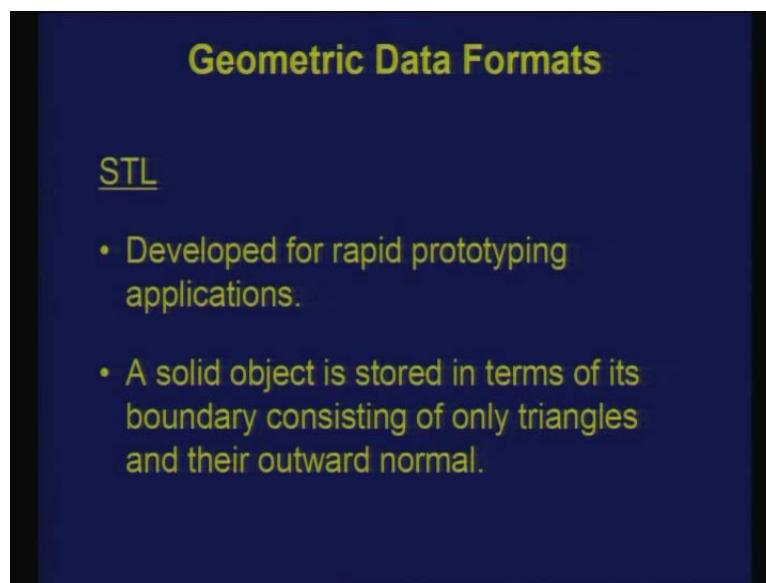 Geometric Data Formats
STL
• Developed for rapid prototyping
applications.
• A solid object is stored in terms of its
boundary consisting of only triangles
and their outward normal.